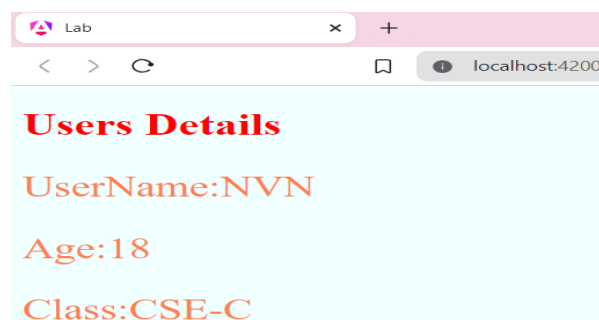 Lab
localhost:4200
Users Details
UserName:NVN
Age:18
Class:CSE-C